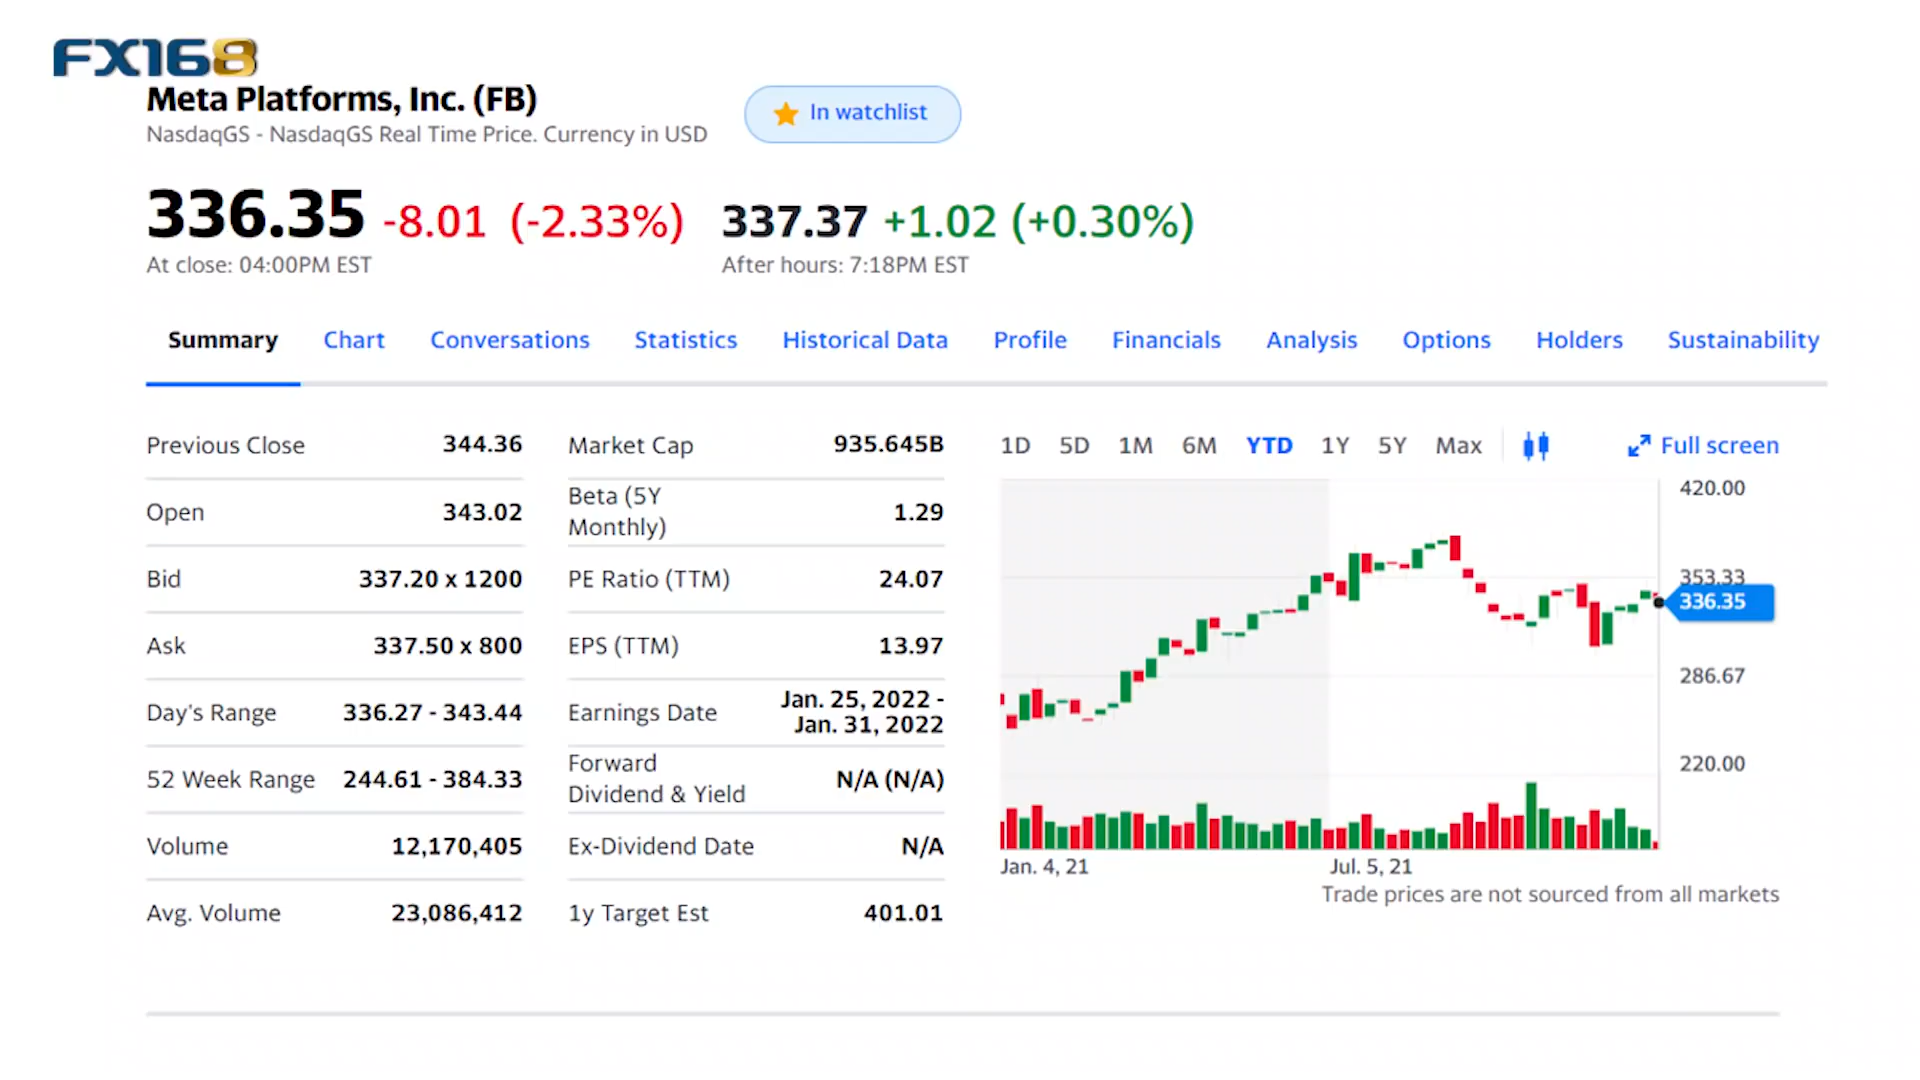 FX168
Meta Platforms, Inc. (FB)
In watchlist
NasdaqGS - NasdaqGS Real Time Price. Currency in USD
336.35 -8.01 (-2.33%) 337.37 +1.02 (+0.30%)
At close: 04:00PM EST After hours: 7:18PM EST
Summary Chart Conversations Statistics Historical Data Profile Financials Analysis Options Holders Sustainability
Previous Close 344.36
Open 343.02
Bid 337.20 x 1200
Ask 337.50 x 800
Day's Range 336.27 - 343.44
52 Week Range 244.61 - 384.33
Volume 12,170,405
Avg. Volume 23,086,412
Market Cap 935.645B
Beta (5Y
Monthly) 1.29
PE Ratio (TTM) 24.07
EPS (TTM) 13.97
Earnings Date Jan. 25, 2022 -
Jan. 31, 2022
Forward
Dividend & Yield N/A (N/A)
Ex-Dividend Date N/A
1y Target Est 401.01
1D 5D 1M 6M YTD 1Y 5Y Max Full screen
420.00
353.33
336.35
286.67
220.00
Jan. 4, 21 Jul. 5, 21
Trade prices are not sourced from all markets